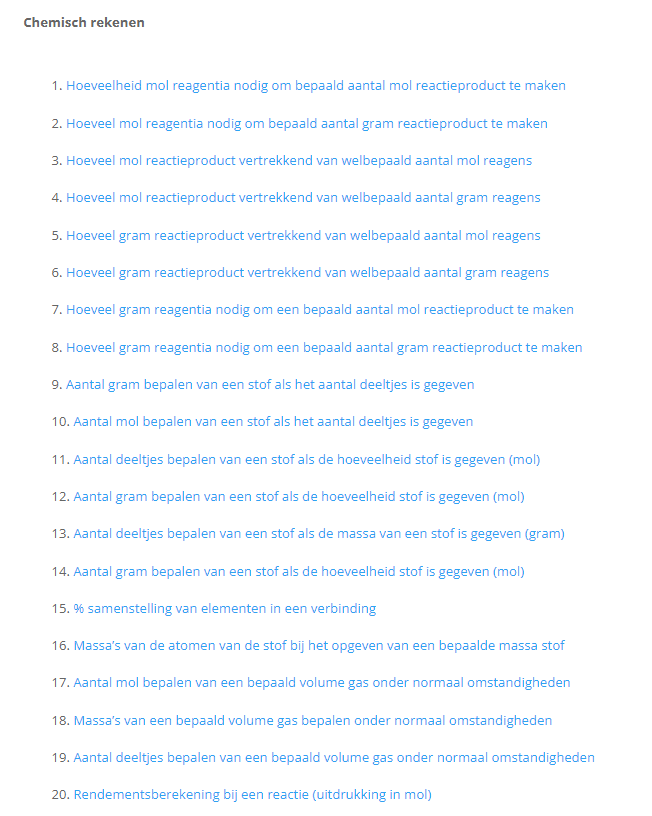 Chemisch rekenen
1. Hoeveelheid mol reagentia nodig om bepaald aantal mol reactieproduct te maken
2. Hoeveel mol reagentia nodig om bepaald aantal gram reactieproduct te maken
3. Hoeveel mol reactieproduct vertrekkend van welbepaald aantal mol reagens
4. Hoeveel mol reactieproduct vertrekkend van welbepaald aantal gram reagens
5. Hoeveel gram reactieproduct vertrekkend van welbepaald aantal mol reagens
6. Hoeveel gram reactieproduct vertrekkend van welbepaald aantal gram reagens
7. Hoeveel gram reagentia nodig om een bepaald aantal mol reactieproduct te maken
8. Hoeveel gram reagentia nodig om een bepaald aantal gram reactieproduct te maken
9. Aantal gram bepalen van een stof als het aantal deeltjes is gegeven
10. Aantal mol bepalen van een stof als het aantal deeltjes is gegeven
11. Aantal deeltjes bepalen van een stof als de hoeveelheid stof is gegeven (mol)
12. Aantal gram bepalen van een stof als de hoeveelheid stof is gegeven (mol)
13. Aantal deeltjes bepalen van een stof als de massa van een stof is gegeven (gram)
14. Aantal gram bepalen van een stof als de hoeveelheid stof is gegeven (mol)
15. % samenstelling van elementen in een verbinding
16. Massa's van de atomen van de stof bij het opgeven van een bepaalde massa stof
17. Aantal mol bepalen van een bepaald volume gas onder normaal omstandigheden
18. Massa's van een bepaald volume gas bepalen onder normaal omstandigheden
19. Aantal deeltjes bepalen van een bepaald volume gas onder normaal omstandigheden
20. Rendementsberekening bij een reactie (uitdrukking in mol)